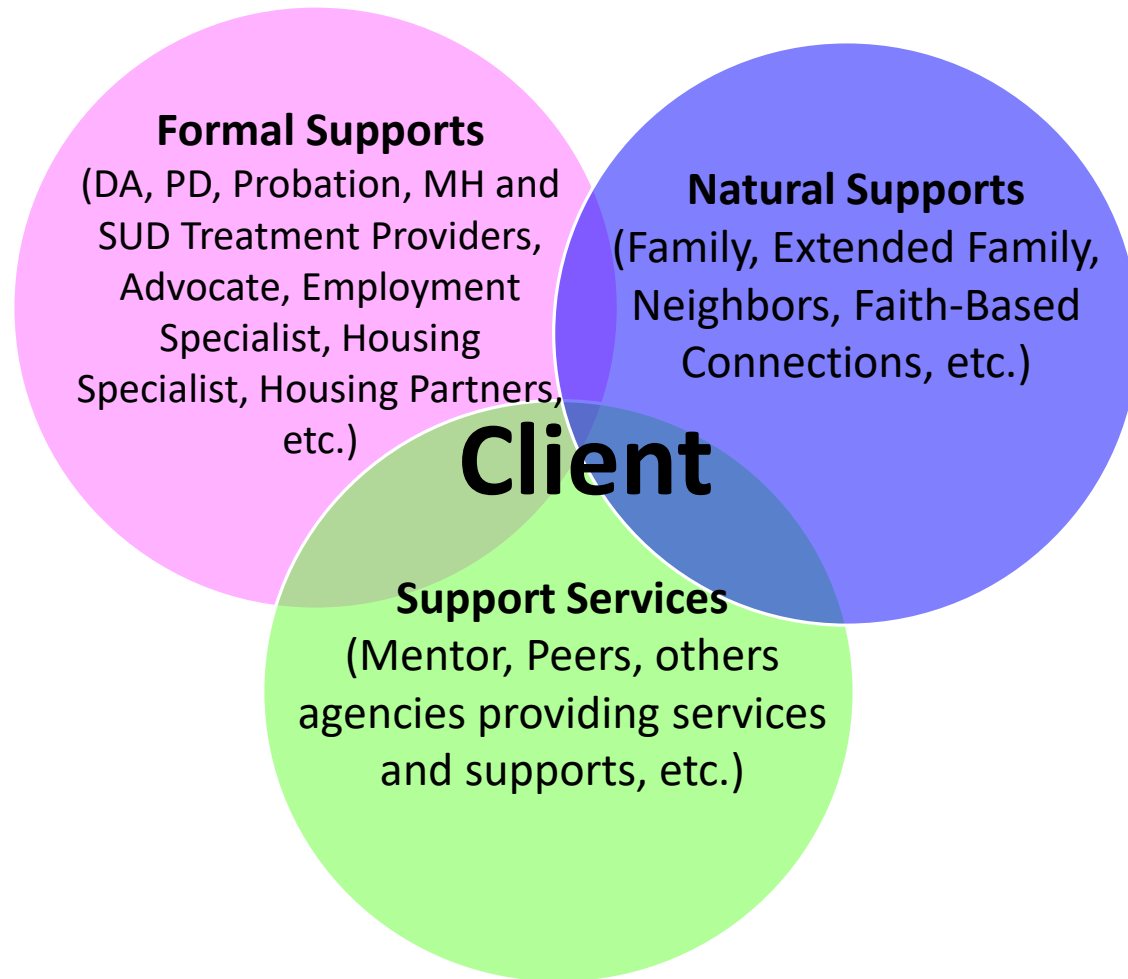 Formal Supports
(DA, PD, Probation, MH and
SUD Treatment Providers,
Advocate, Employment
Specialist, Housing
Specialist, Housing Partners,
etc.)
Natural Supports
(Family, Extended Family,
Neighbors, Faith-Based
Connections, etc.)
Client
Support Services
(Mentor, Peers, others
agencies providing services
and supports, etc.)